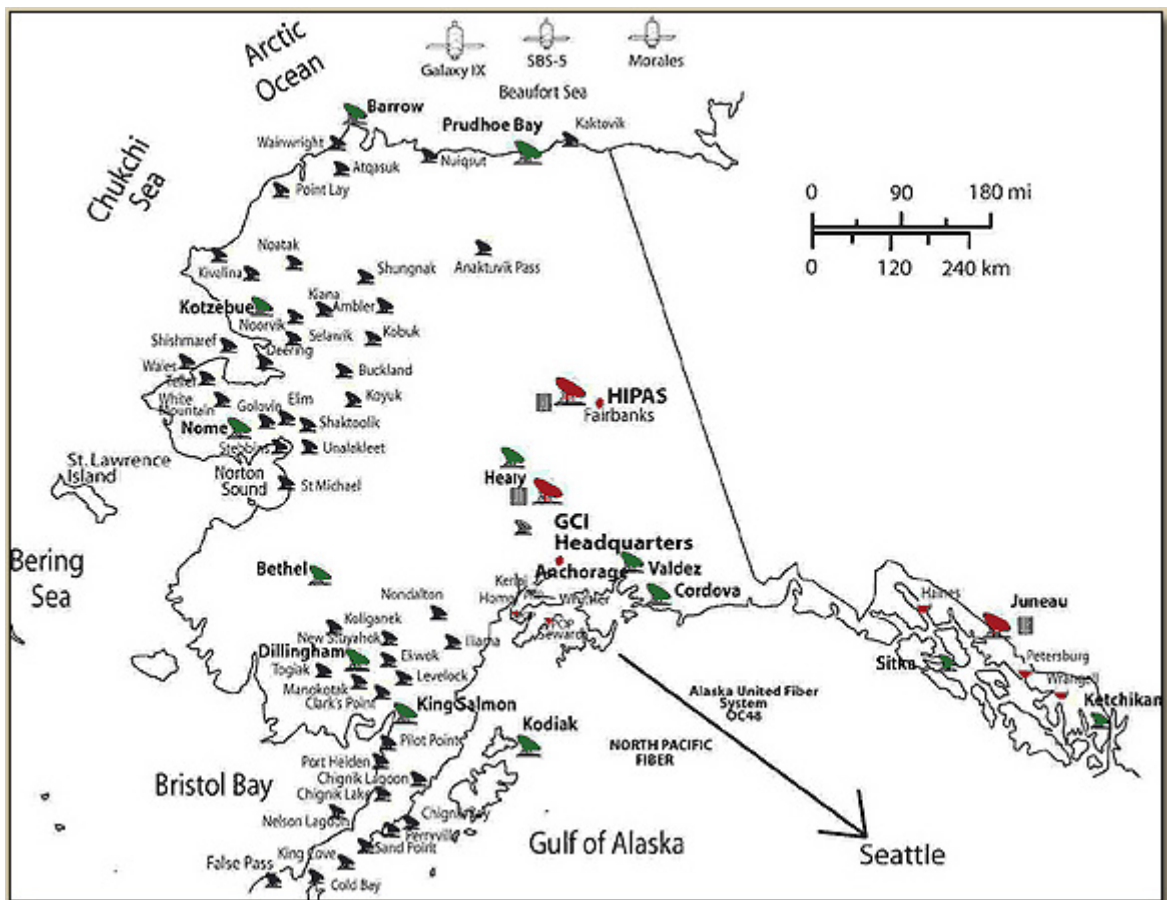 Arctic
Ocean
Galaxy IX
SBS-5
Morales
Beaufort Sea
Barrow
Prudhoe Bay
Kaktovik
Wainwright
Nuiqsut
Atqasuk
Point Lay
Chukchi
Sea
0 90 180 mi
0 120 240 km
Noatak
Anaktuvik Pass
Kivalina
Shungnak
Kiana
Kotzebue
Ambler
Noorvik
Selawik
Kobuk
Shishmaref
Deering
Wales
Buckland
Teller
White
Mountain
Golovin
Elim
Koyuk
HIPAS
Fairbanks
Nome
Shaktoolik
Stebbins
Unalekleet
St. Lawrence
Island
Norton
Sound
St Michael
Healy
GCI
Headquarters
Bering
Sea
Bethel
Anchorage
Valdez
Kenai
Homer
Whittier
Cordova
Nondalton
POP
Seward
Haines
Juneau
Koliganek
New Stuyahok
Iliama
Dillingham
Ekwok
Sitka
Petersburg
Togiak
Levelock
Wrangell
Manokotak
Clark's Point
Alaska United Fiber
System
OC48
Ketchikan
King Salmon
Kodiak
Pilot Point
NORTH PACIFIC
FIBER
Port Heiden
Bristol Bay
Chignik Lagoon
Chignik Lake
Nelson Lagoon
Chignik Bay
Perryville
Gulf of Alaska
Sand Point
King Cove
Seattle
False Pass
Cold Bay